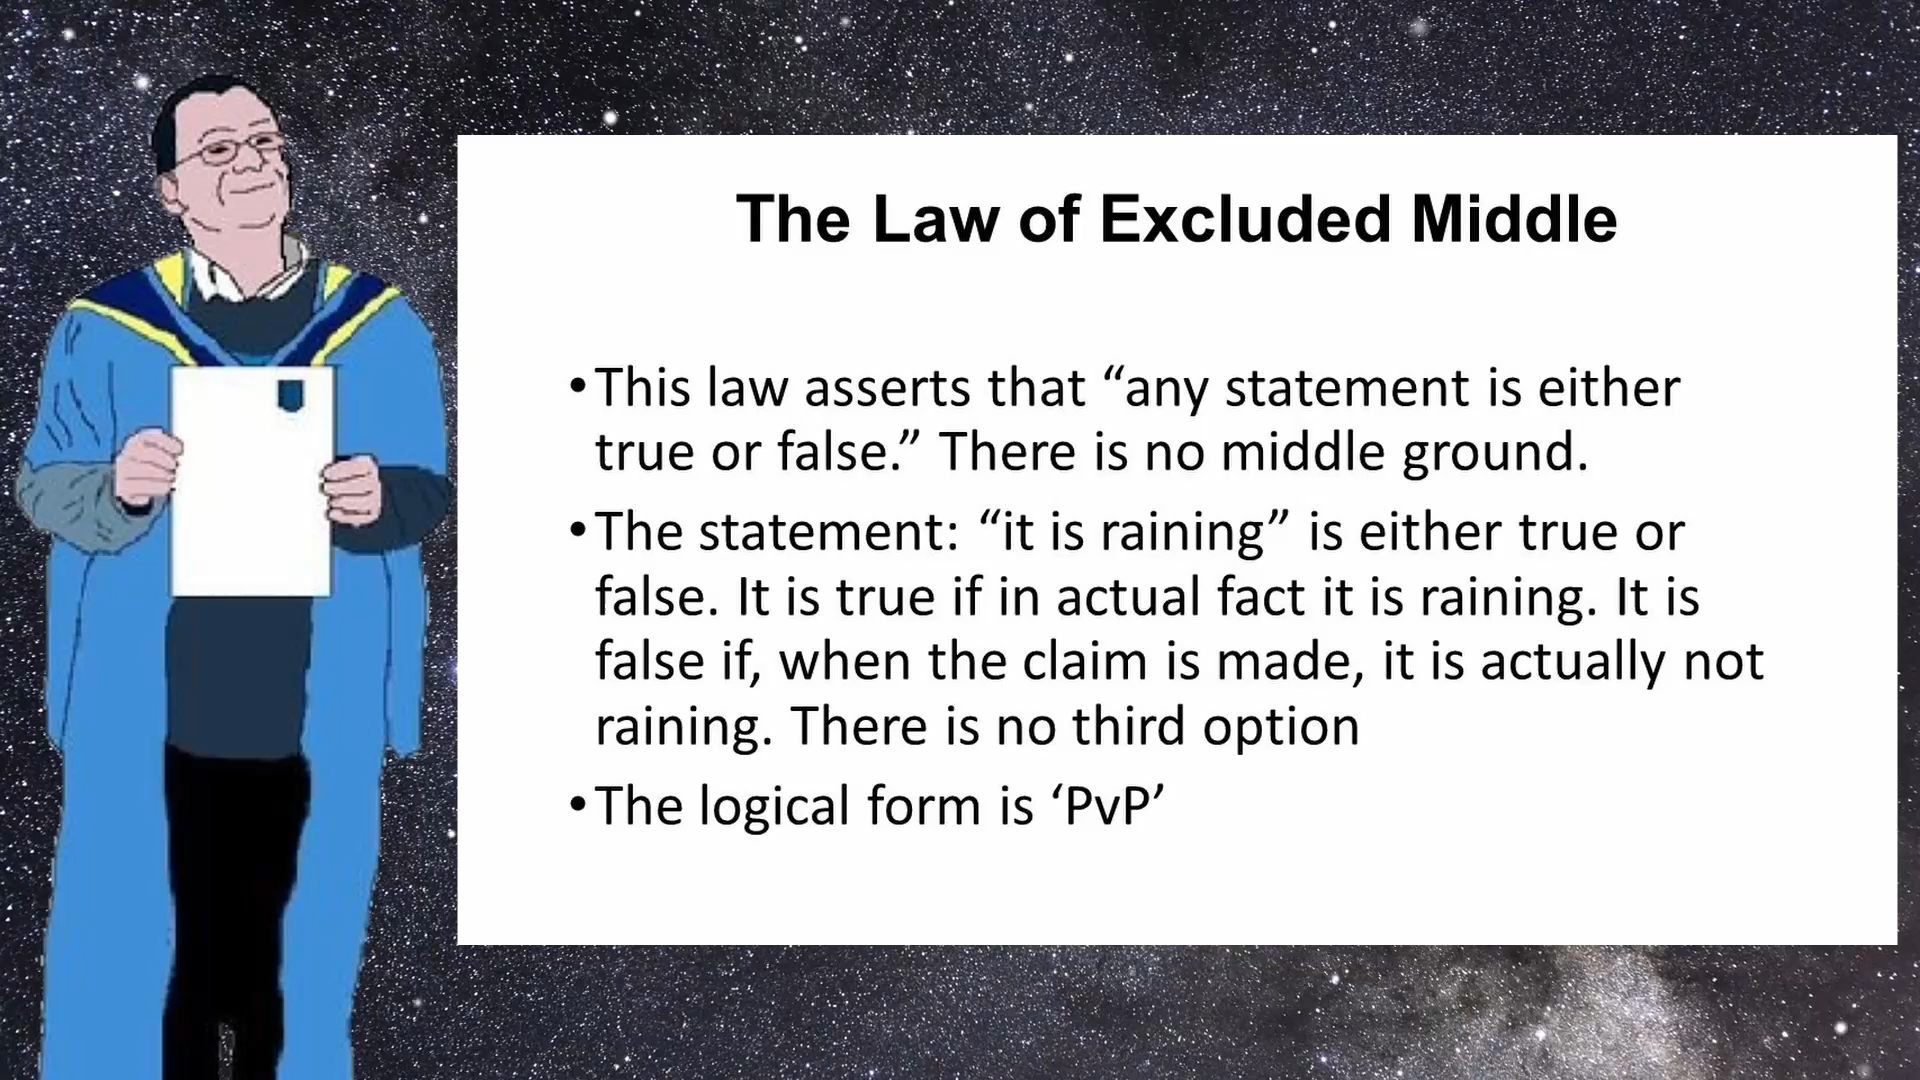 The Law of Excluded Middle
•This law asserts that “any statement is either
true or false.” There is no middle ground.
•The statement: “it is raining” is either true or
false. It is true if in actual fact it is raining. It is
false if, when the claim is made, it is actually not
raining. There is no third option
•The logical form is ‘PvP’